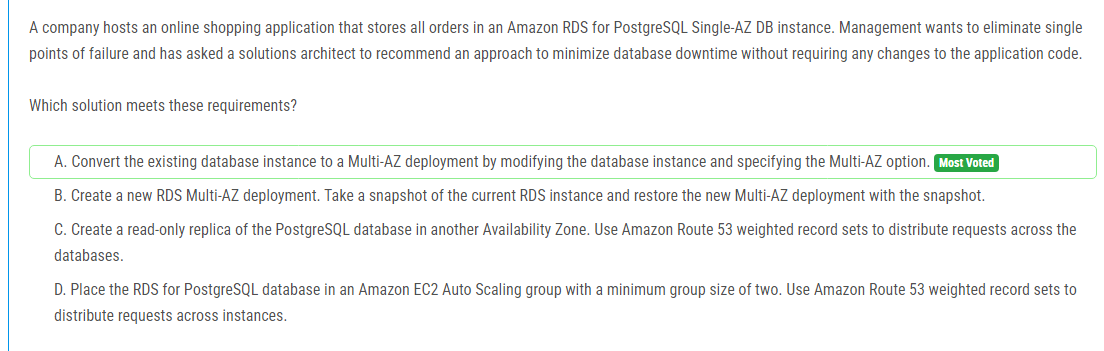 A company hosts an online shopping application that stores all orders in an Amazon RDS for PostgreSQL Single-AZ DB instance. Management wants to eliminate single
points of failure and has asked a solutions architect to recommend an approach to minimize database downtime without requiring any changes to the application code.
Which solution meets these requirements?
A. Convert the existing database instance to a Multi-AZ deployment by modifying the database instance and specifying the Multi-AZ option. Most Voted
B. Create a new RDS Multi-AZ deployment. Take a snapshot of the current RDS instance and restore the new Multi-AZ deployment with the snapshot.
C. Create a read-only replica of the PostgreSQL database in another Availability Zone. Use Amazon Route 53 weighted record sets to distribute requests across the
databases.
D. Place the RDS for PostgreSQL database in an Amazon EC2 Auto Scaling group with a minimum group size of two. Use Amazon Route 53 weighted record sets to
distribute requests across instances.